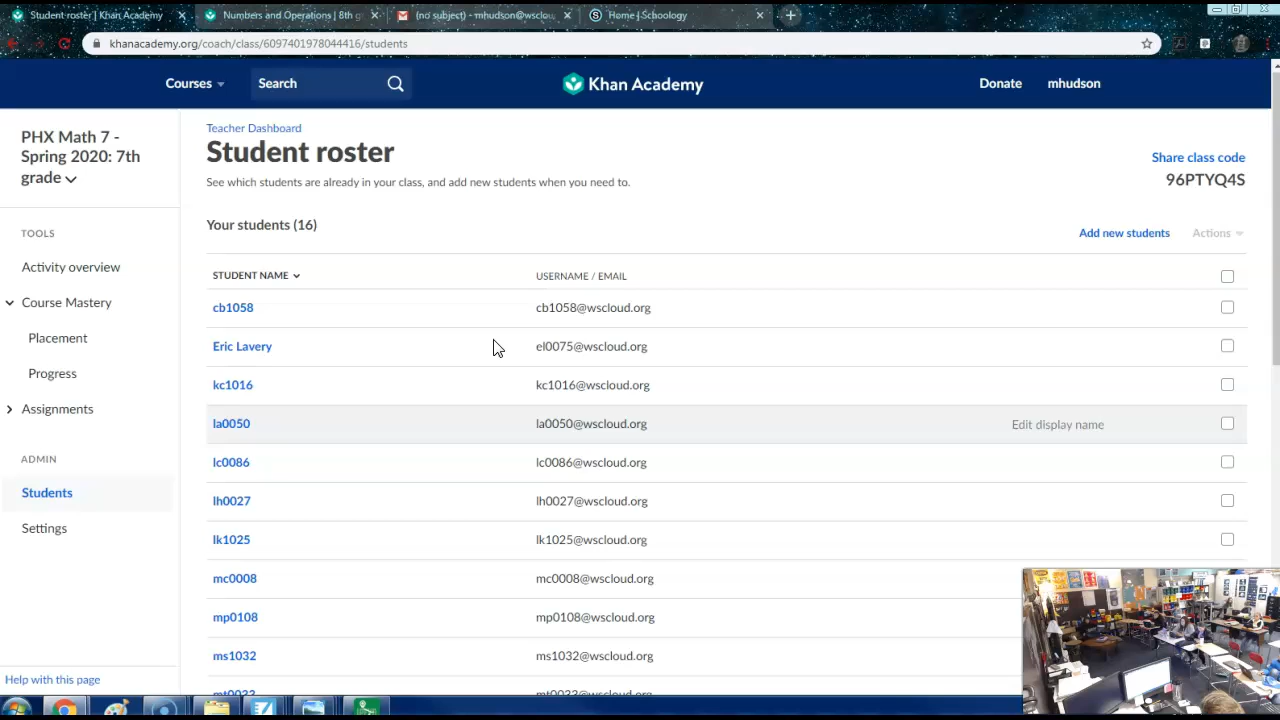 Student roster | Khan Academy
Numbers and Operations | 8th g
(no subject) - mhudson@wsclou
Home | Schoology
khanacademy.org/coach/class/6097401978044416/students
Courses
Search
Khan Academy
Donate
mhudson
PHX Math 7 -
Spring 2020: 7th
grade
TOOLS
Activity overview
Course Mastery
Placement
Progress
Assignments
ADMIN
Students
Settings
Help with this page
Teacher Dashboard
Student roster
See which students are already in your class, and add new students when you need to.
Share class code
96PTYQ4S
Your students (16)
Add new students
Actions
STUDENT NAME USERNAME / EMAIL
cb1058 cb1058@wscloud.org
Eric Lavery el0075@wscloud.org
kc1016 kc1016@wscloud.org
la0050 la0050@wscloud.org Edit display name
lc0086 lc0086@wscloud.org
lh0027 lh0027@wscloud.org
lk1025 lk1025@wscloud.org
mc0008 mc0008@wscloud.org
mp0108 mp0108@wscloud.org
ms1032 ms1032@wscloud.org